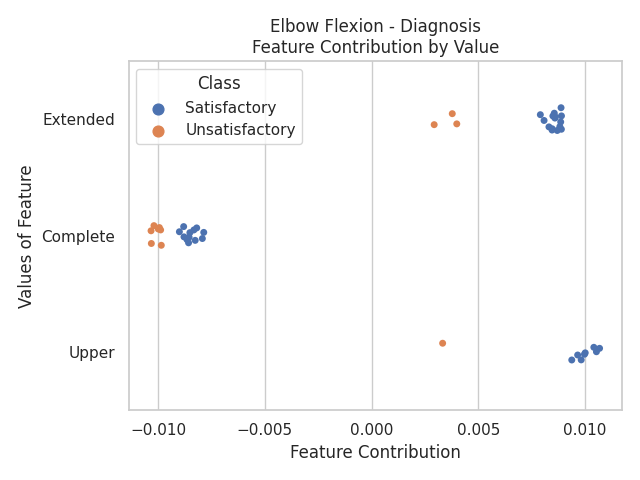 Elbow Flexion - Diagnosis
Feature Contribution by Value
Class
Satisfactory
Unsatisfactory
Extended
Complete
Upper
Values of Feature
−0.010
−0.005
0.000
0.005
0.010
Feature Contribution